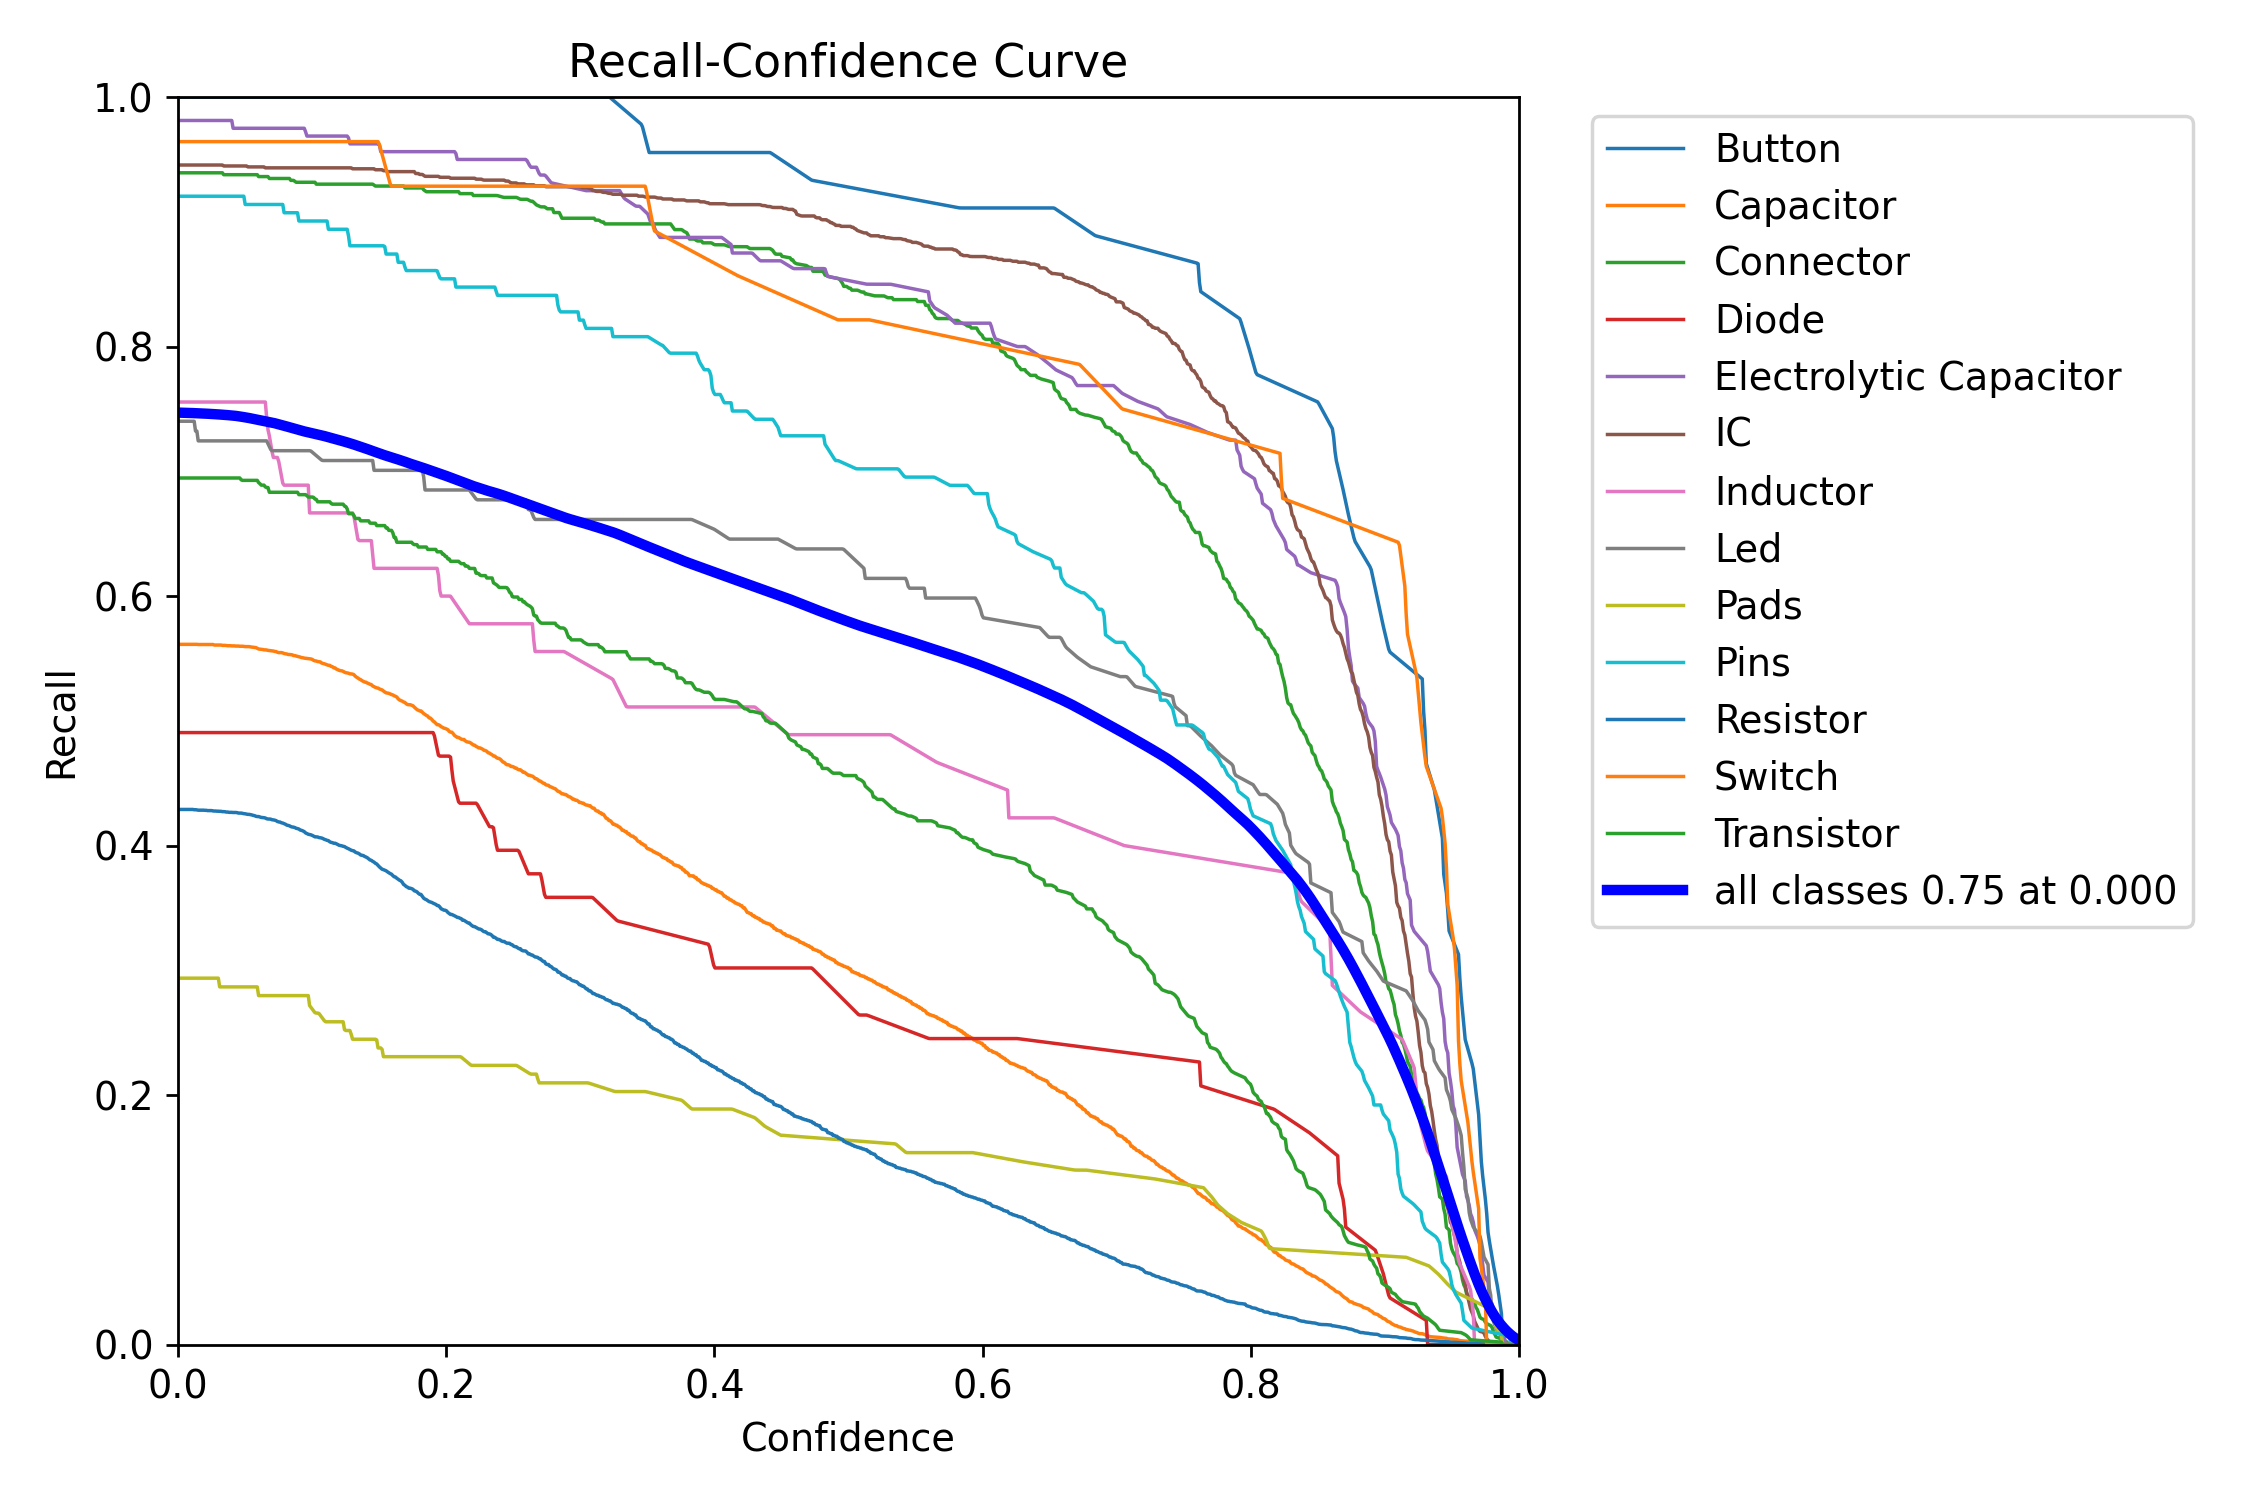 Recall-Confidence Curve
1.0
0.8
0.6
0.4
0.2
0.0
Recall
0.0 0.2 0.4 0.6 0.8 1.0
Confidence
Button
Capacitor
Connector
Diode
Electrolytic Capacitor
IC
Inductor
Led
Pads
Pins
Resistor
Switch
Transistor
all classes 0.75 at 0.000